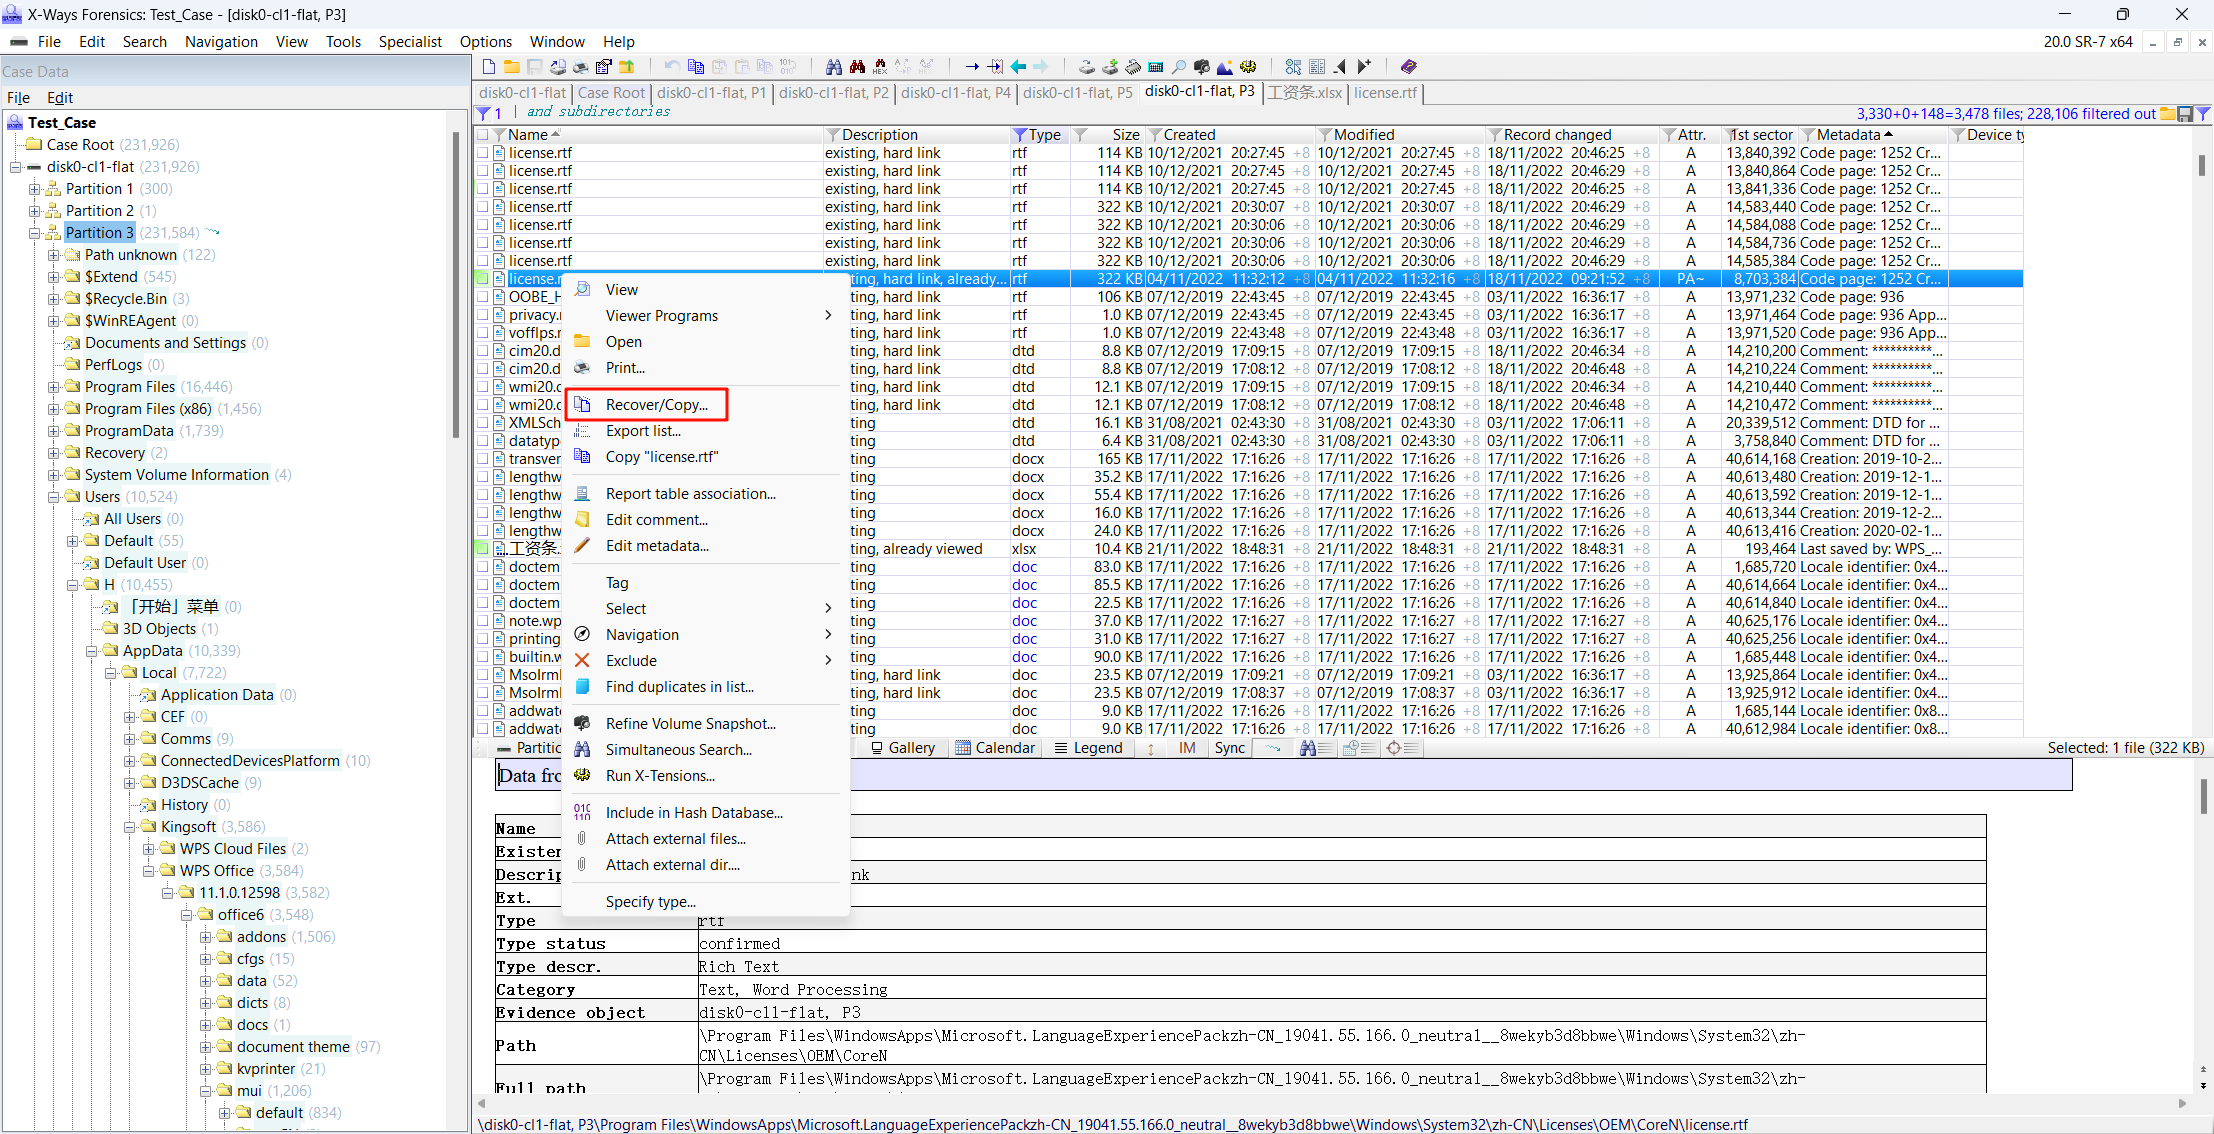 X-Ways Forensics: Test_Case - [disk0-cl1-flat, P3]
File Edit Search Navigation View Tools Specialist Options Window Help 20.0 SR-7 x64
Case Data
File Edit
Test_Case
Case Root (231,926)
disk0-cl1-flat (231,926)
Partition 1 (300)
Partition 2 (1)
Partition 3 (231,584)
Path unknown (122)
$Extend (545)
$Recycle.Bin (3)
$WinREAgent (0)
Documents and Settings (0)
PerfLogs (0)
Program Files (16,446)
Program Files (x86) (1,456)
ProgramData (1,739)
Recovery (2)
System Volume Information (4)
Users (10,524)
All Users (0)
Default (55)
Default User (0)
H (10,455)
「开始」菜单 (0)
3D Objects (1)
AppData (10,339)
Local (7,722)
Application Data (0)
CEF (0)
Comms (9)
ConnectedDevicesPlatform (10)
D3DSCache (9)
History (0)
Kingsoft (3,586)
WPS Cloud Files (2)
WPS Office (3,584)
11.1.0.12598 (3,582)
office6 (3,548)
addons (1,506)
cfgs (15)
data (52)
dicts (8)
docs (1)
document theme (97)
kvprinter (21)
mui (1,206)
default (834)
disk0-cl1-flat Case Root disk0-cl1-flat, P1 disk0-cl1-flat, P2 disk0-cl1-flat, P4 disk0-cl1-flat, P5 disk0-cl1-flat, P3 工资条.xlsx license.rtf
1 and subdirectories 3,330+0+148=3,478 files; 228,106 filtered out
Name Description Type Size Created Modified Record changed Attr. 1st sector Metadata Device ty
license.rtf existing, hard link rtf 114 KB 10/12/2021 20:27:45 +8 10/12/2021 20:27:45 +8 18/11/2022 20:46:25 +8 A 13,840,392 Code page: 1252 Cr...
license.rtf existing, hard link rtf 114 KB 10/12/2021 20:27:45 +8 10/12/2021 20:27:45 +8 18/11/2022 20:46:29 +8 A 13,840,864 Code page: 1252 Cr...
license.rtf existing, hard link rtf 114 KB 10/12/2021 20:27:45 +8 10/12/2021 20:27:45 +8 18/11/2022 20:46:25 +8 A 13,841,336 Code page: 1252 Cr...
license.rtf existing, hard link rtf 322 KB 10/12/2021 20:30:07 +8 10/12/2021 20:30:07 +8 18/11/2022 20:46:29 +8 A 14,583,440 Code page: 1252 Cr...
license.rtf existing, hard link rtf 322 KB 10/12/2021 20:30:06 +8 10/12/2021 20:30:06 +8 18/11/2022 20:46:29 +8 A 14,584,088 Code page: 1252 Cr...
license.rtf existing, hard link rtf 322 KB 10/12/2021 20:30:06 +8 10/12/2021 20:30:06 +8 18/11/2022 20:46:29 +8 A 14,584,736 Code page: 1252 Cr...
license.rtf existing, hard link rtf 322 KB 10/12/2021 20:30:06 +8 10/12/2021 20:30:06 +8 18/11/2022 20:46:29 +8 A 14,585,384 Code page: 1252 Cr...
license.r ting, hard link, already... rtf 322 KB 04/11/2022 11:32:12 +8 04/11/2022 11:32:16 +8 18/11/2022 09:21:52 +8 PA~ 8,703,384 Code page: 1252 Cr...
OOBE_H ting, hard link rtf 106 KB 07/12/2019 22:43:45 +8 07/12/2019 22:43:45 +8 03/11/2022 16:36:17 +8 A 13,971,232 Code page: 936
privacy.r ting, hard link rtf 1.0 KB 07/12/2019 22:43:45 +8 07/12/2019 22:43:45 +8 03/11/2022 16:36:17 +8 A 13,971,464 Code page: 936 App...
vofflps.r ting, hard link rtf 1.0 KB 07/12/2019 22:43:48 +8 07/12/2019 22:43:48 +8 03/11/2022 16:36:17 +8 A 13,971,520 Code page: 936 App...
cim20.d ting, hard link dtd 8.8 KB 07/12/2019 17:09:15 +8 07/12/2019 17:09:15 +8 18/11/2022 20:46:34 +8 A 14,210,200 Comment: **********...
cim20.d ting, hard link dtd 8.8 KB 07/12/2019 17:08:12 +8 07/12/2019 17:08:12 +8 18/11/2022 20:46:48 +8 A 14,210,224 Comment: **********...
wmi20.c ting, hard link dtd 12.1 KB 07/12/2019 17:09:15 +8 07/12/2019 17:09:15 +8 18/11/2022 20:46:34 +8 A 14,210,440 Comment: **********...
wmi20.c ting, hard link dtd 12.1 KB 07/12/2019 17:08:12 +8 07/12/2019 17:08:12 +8 18/11/2022 20:46:48 +8 A 14,210,472 Comment: **********...
XMLSch ting dtd 16.1 KB 31/08/2021 02:43:30 +8 31/08/2021 02:43:30 +8 03/11/2022 17:06:11 +8 A 20,339,512 Comment: DTD for ...
datatyp ting dtd 6.4 KB 31/08/2021 02:43:30 +8 31/08/2021 02:43:30 +8 03/11/2022 17:06:11 +8 A 3,758,840 Comment: DTD for ...
transver ting docx 165 KB 17/11/2022 17:16:26 +8 17/11/2022 17:16:26 +8 17/11/2022 17:16:26 +8 A 40,614,168 Creation: 2019-10-2...
lengthw ting docx 35.2 KB 17/11/2022 17:16:26 +8 17/11/2022 17:16:26 +8 17/11/2022 17:16:26 +8 A 40,613,480 Creation: 2019-12-1...
lengthw ting docx 55.4 KB 17/11/2022 17:16:26 +8 17/11/2022 17:16:26 +8 17/11/2022 17:16:26 +8 A 40,613,592 Creation: 2019-12-1...
lengthw ting docx 16.0 KB 17/11/2022 17:16:26 +8 17/11/2022 17:16:26 +8 17/11/2022 17:16:26 +8 A 40,613,344 Creation: 2019-12-2...
lengthw ting docx 24.0 KB 17/11/2022 17:16:26 +8 17/11/2022 17:16:26 +8 17/11/2022 17:16:26 +8 A 40,613,416 Creation: 2020-02-1...
工资条. ting, already viewed xlsx 10.4 KB 21/11/2022 18:48:31 +8 21/11/2022 18:48:31 +8 21/11/2022 18:48:31 +8 A 193,464 Last saved by: WPS_...
doctem ting doc 83.0 KB 17/11/2022 17:16:26 +8 17/11/2022 17:16:26 +8 17/11/2022 17:16:26 +8 A 1,685,720 Locale identifier: 0x4...
doctem ting doc 85.5 KB 17/11/2022 17:16:26 +8 17/11/2022 17:16:26 +8 17/11/2022 17:16:26 +8 A 40,614,664 Locale identifier: 0x4...
doctem ting doc 22.5 KB 17/11/2022 17:16:26 +8 17/11/2022 17:16:26 +8 17/11/2022 17:16:26 +8 A 40,614,840 Locale identifier: 0x4...
note.wp ting doc 37.0 KB 17/11/2022 17:16:27 +8 17/11/2022 17:16:27 +8 17/11/2022 17:16:27 +8 A 40,625,176 Locale identifier: 0x4...
printing ting doc 31.0 KB 17/11/2022 17:16:27 +8 17/11/2022 17:16:27 +8 17/11/2022 17:16:27 +8 A 40,625,256 Locale identifier: 0x4...
builtin.w ting doc 90.0 KB 17/11/2022 17:16:26 +8 17/11/2022 17:16:26 +8 17/11/2022 17:16:26 +8 A 1,685,448 Locale identifier: 0x4...
MsoIrml ting, hard link doc 23.5 KB 07/12/2019 17:09:21 +8 07/12/2019 17:09:21 +8 03/11/2022 16:36:17 +8 A 13,925,864 Locale identifier: 0x4...
MsoIrml ting, hard link doc 23.5 KB 07/12/2019 17:08:37 +8 07/12/2019 17:08:37 +8 03/11/2022 16:36:17 +8 A 13,925,912 Locale identifier: 0x4...
addwate ting doc 9.0 KB 17/11/2022 17:16:26 +8 17/11/2022 17:16:26 +8 17/11/2022 17:16:26 +8 A 1,685,144 Locale identifier: 0x8...
addwate ting doc 9.0 KB 17/11/2022 17:16:26 +8 17/11/2022 17:16:26 +8 17/11/2022 17:16:26 +8 A 40,612,984 Locale identifier: 0x8...
View
Viewer Programs
Open
Print...
Recover/Copy...
Export list...
Copy "license.rtf"
Report table association...
Edit comment...
Edit metadata...
Tag
Select
Navigation
Exclude
Find duplicates in list...
Refine Volume Snapshot...
Simultaneous Search...
Run X-Tensions...
Include in Hash Database...
Attach external files...
Attach external dir....
Specify type...
Partitic Gallery Calendar Legend IM Sync Selected: 1 file (322 KB)
Data fro
Name
Existen
Descrip nk
Ext.
Type rtf
Type status confirmed
Type descr. Rich Text
Category Text, Word Processing
Evidence object disk0-cl1-flat, P3
Path \Program Files\WindowsApps\Microsoft.LanguageExperiencePackzh-CN_19041.55.166.0_neutral__8wekyb3d8bbwe\Windows\System32\zh-
CN\Licenses\OEM\CoreN
Full path \Program Files\WindowsApps\Microsoft.LanguageExperiencePackzh-CN_19041.55.166.0_neutral__8wekyb3d8bbwe\Windows\System32\zh-
\disk0-cl1-flat, P3\Program Files\WindowsApps\Microsoft.LanguageExperiencePackzh-CN_19041.55.166.0_neutral__8wekyb3d8bbwe\Windows\System32\zh-CN\Licenses\OEM\CoreN\license.rtf